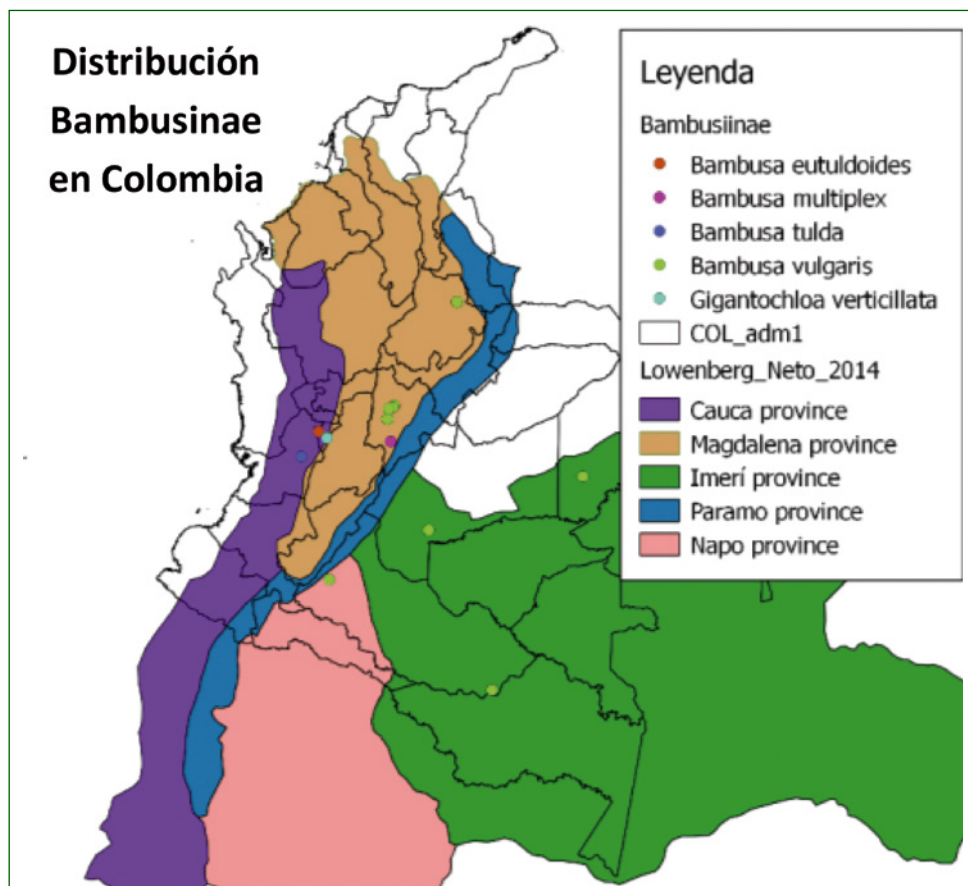 Distribución
Bambusinae
en Colombia
Leyenda
Bambusiinae
Bambusa eutuldoides
Bambusa multiplex
Bambusa tulda
Bambusa vulgaris
Gigantochloa verticillata
COL_adm1
Lowenberg_Neto_2014
Cauca province
Magdalena province
Imerí province
Paramo province
Napo province